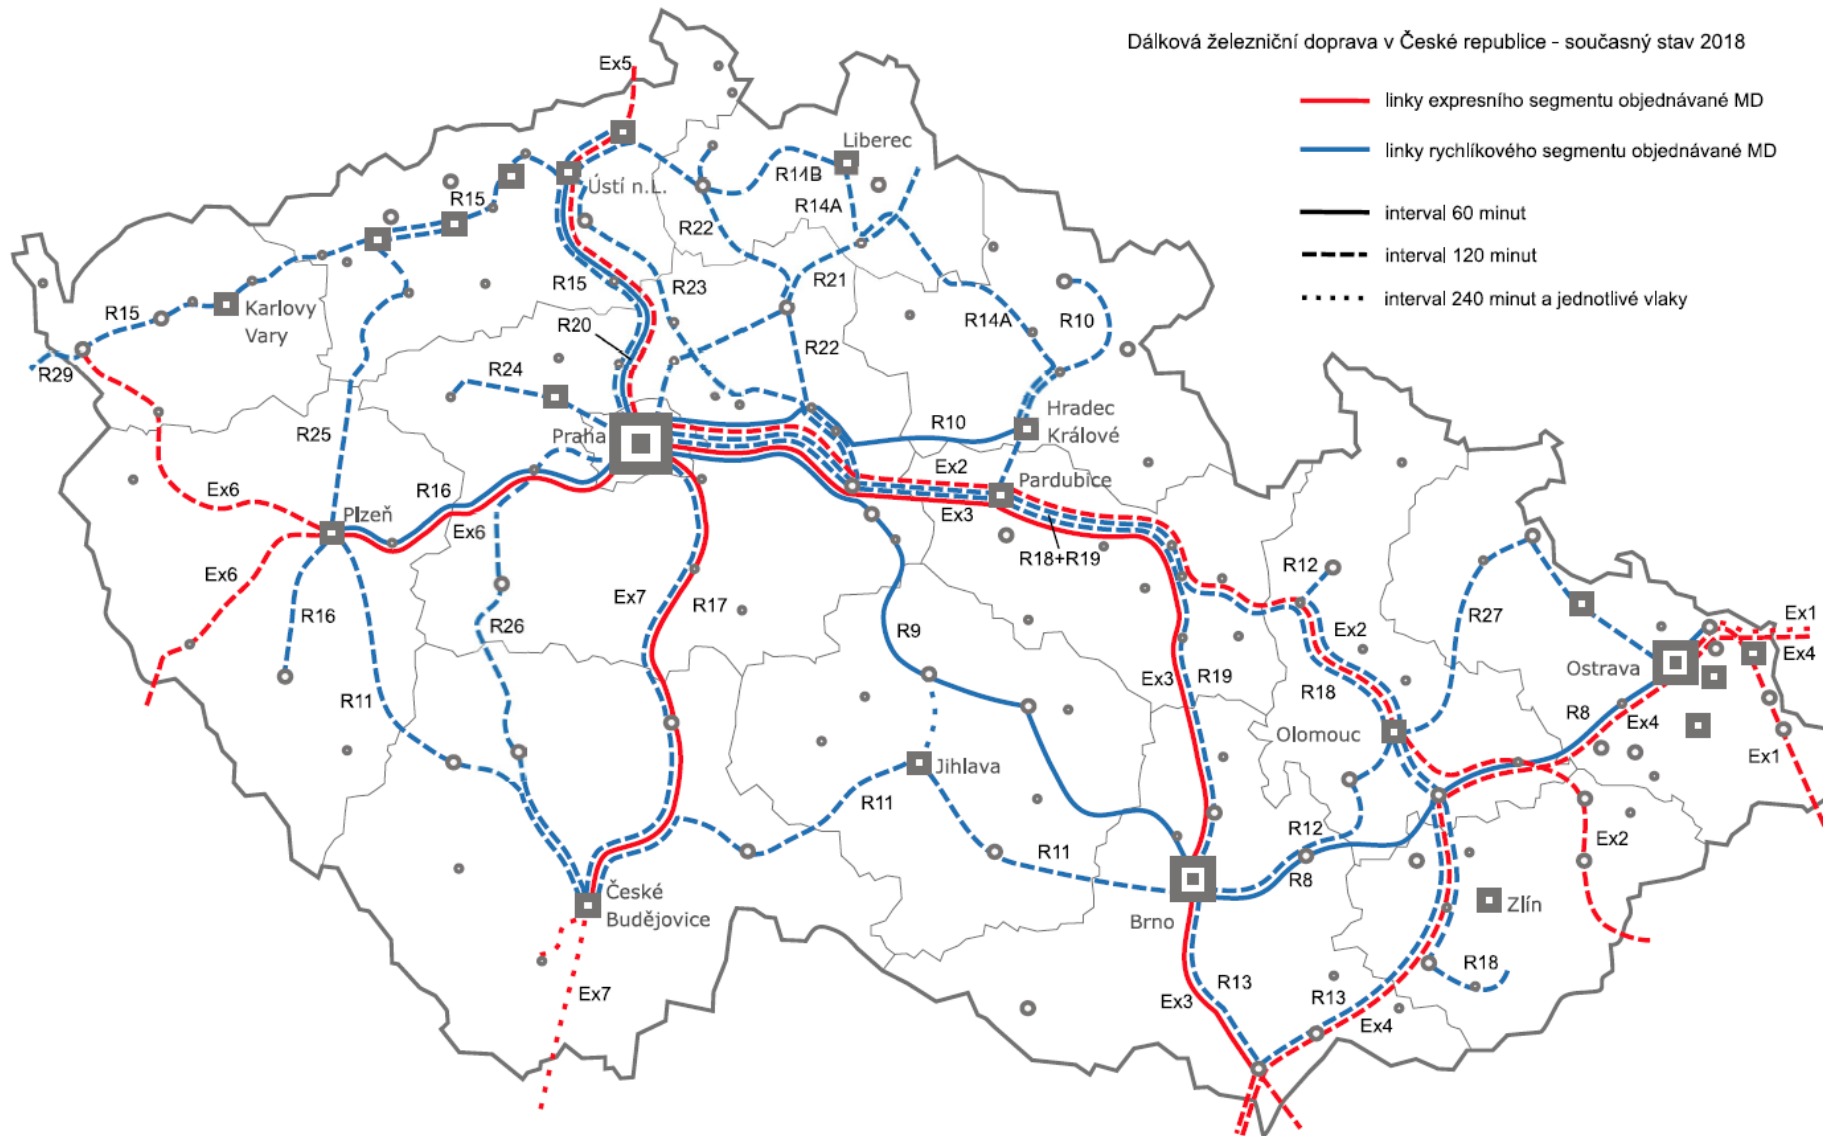 Dálková železniční doprava v České republice - současný stav 2018
linky expresního segmentu objednávané MD
linky rychlíkového segmentu objednávané MD
interval 60 minut
interval 120 minut
interval 240 minut a jednotlivé vlaky
Ex5
Liberec
R14B
Ústí n.L.
R15
R14A
R22
R21
R15
R23
R20
R22
R14A
R10
Karlovy
Vary
R15
R29
R24
R25
Praha
R10
Hradec
Králové
Ex2
Pardubice
Ex3
R18+R19
R16
Ex6
Plzeň
Ex6
Ex6
R16
R11
R26
Ex7
R17
R9
R12
Ex2
R18
R27
Ex3
R19
Olomouc
Ostrava
Ex1
Ex4
R8
Ex4
Ex1
Jihlava
R11
R11
R12
R8
Ex2
Brno
Zlín
České
Budějovice
Ex7
R13
Ex3
R13
Ex4
R18